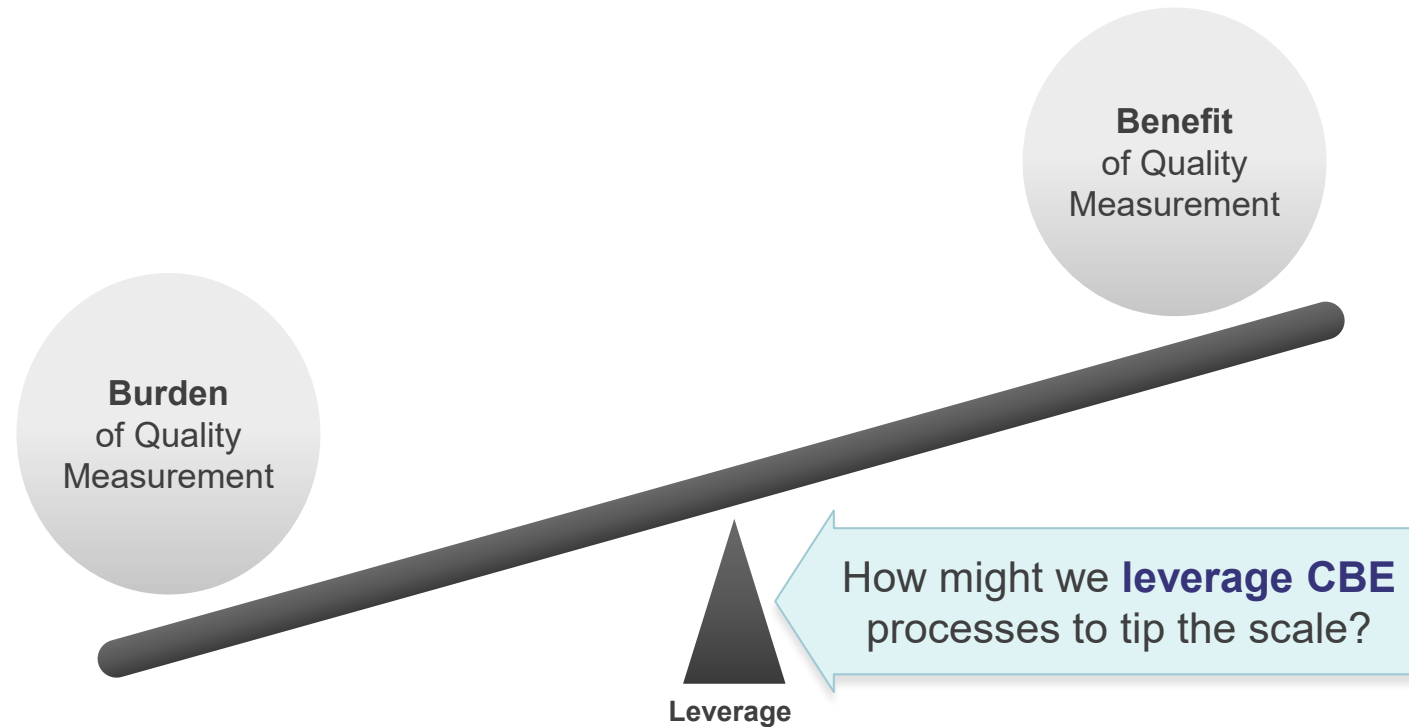 Benefit
of Quality
Measurement
Burden
of Quality
Measurement
How might we leverage CBE
processes to tip the scale?
Leverage